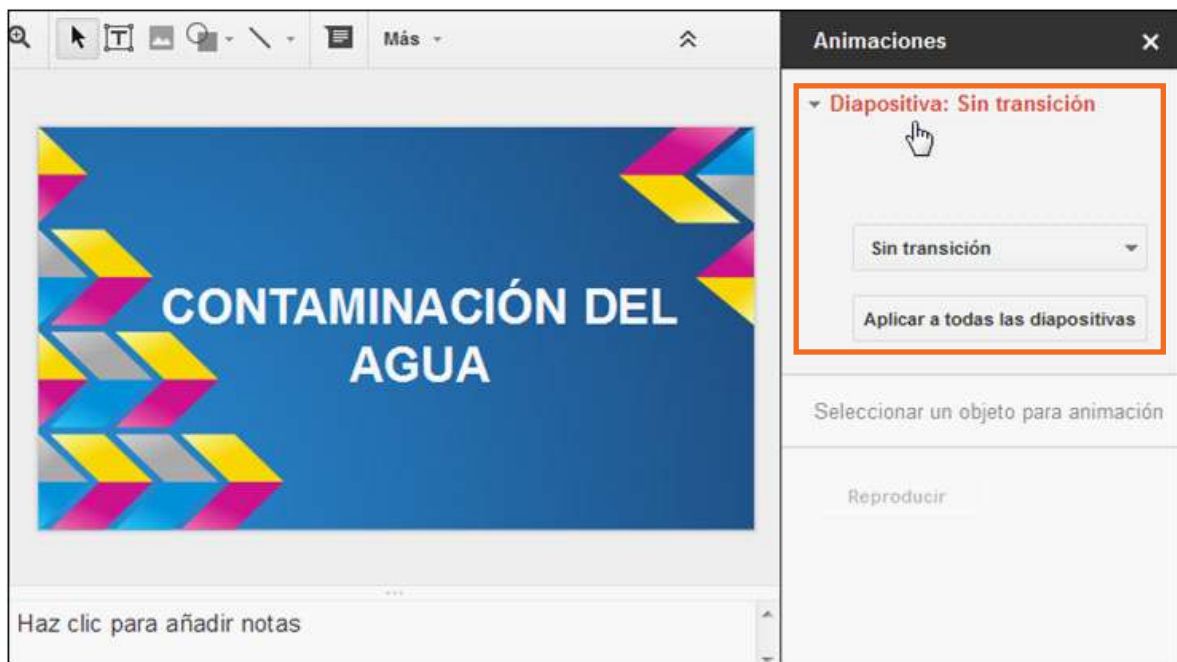 Más
Animaciones
Diapositiva: Sin transición
Sin transición
Aplicar a todas las diapositivas
Seleccionar un objeto para animación
Reproducir
CONTAMINACIÓN DEL
AGUA
Haz clic para añadir notas